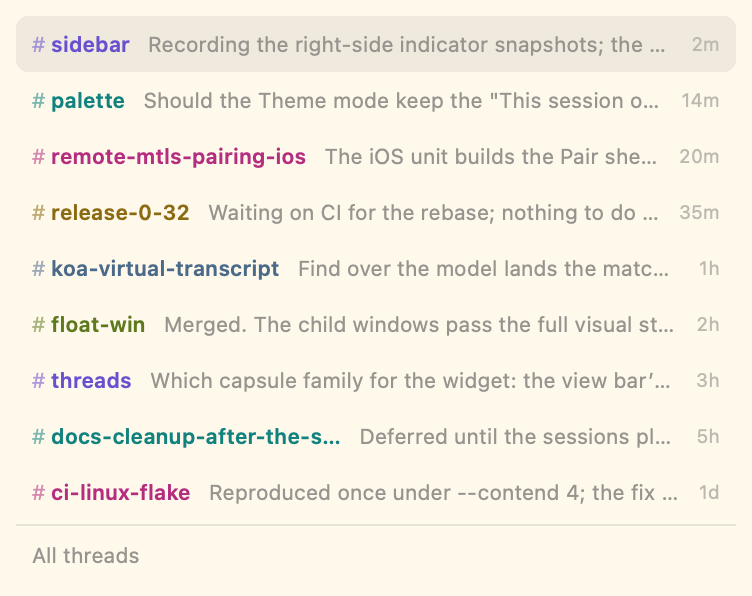 # sidebar Recording the right-side indicator snapshots; the ... 2m
# palette Should the Theme mode keep the "This session o... 14m
# remote-mtls-pairing-ios The iOS unit builds the Pair she... 20m
# release-0-32 Waiting on CI for the rebase; nothing to do ... 35m
# koa-virtual-transcript Find over the model lands the matc... 1h
# float-win Merged. The child windows pass the full visual st... 2h
# threads Which capsule family for the widget: the view bar’... 3h
# docs-cleanup-after-the-s... Deferred until the sessions pl... 5h
# ci-linux-flake Reproduced once under --contend 4; the fix ... 1d
All threads